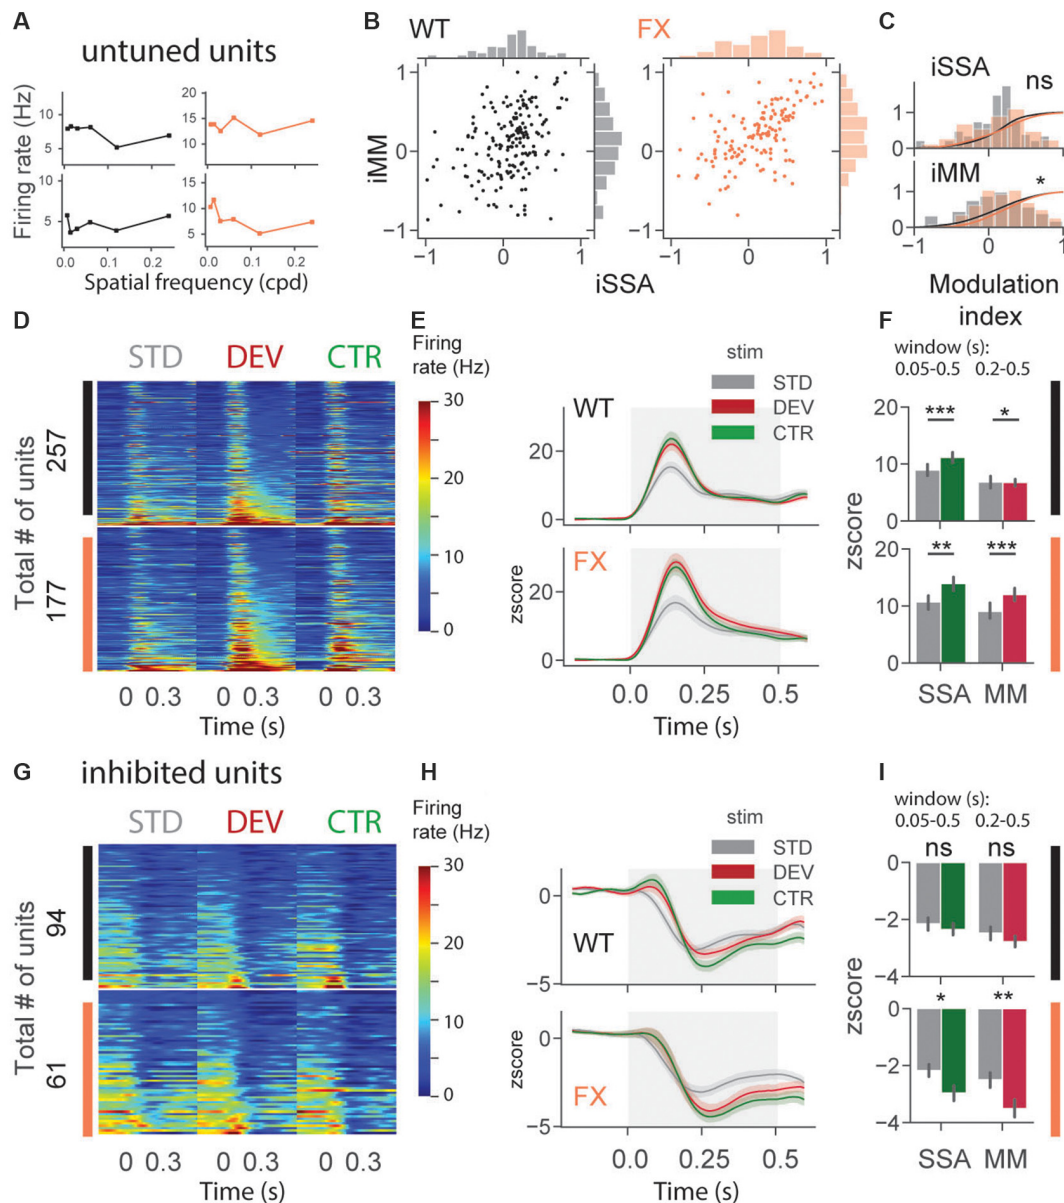 A
untuned units
Firing rate (Hz)
10
5
20
15
10
5
15
10
5
0.0 0.1 0.2
0.0 0.1 0.2
Spatial frequency (cpd)
B
WT
FX
iMM
1
0
−1
−1 0 1
−1 0 1
iSSA
C
iSSA
ns
1
0
iMM
*
1
0
−1 0 1
Modulation
index
D
STD DEV CTR
Firing
rate (Hz)
30
20
10
0
Total # of units
257
177
0 0.3 0 0.3 0 0.3
Time (s)
E
stim
STD
DEV
CTR
WT
20
0
FX
20
0
zscore
0.0 0.25 0.5
Time (s)
F
window (s):
0.05-0.5 0.2-0.5
20
10
0
*** *
zscore
20
10
0
** ***
SSA MM
G
inhibited units
STD DEV CTR
Firing
rate (Hz)
30
20
10
0
Total # of units
94
61
0 0.3 0 0.3 0 0.3
Time (s)
H
stim
STD
DEV
CTR
0
WT
−5
0
zscore
FX
−5
0.0 0.25 0.5
Time (s)
I
window (s):
0.05-0.5 0.2-0.5
ns ns
0
−2
−4
zscore
* **
0
−2
−4
SSA MM